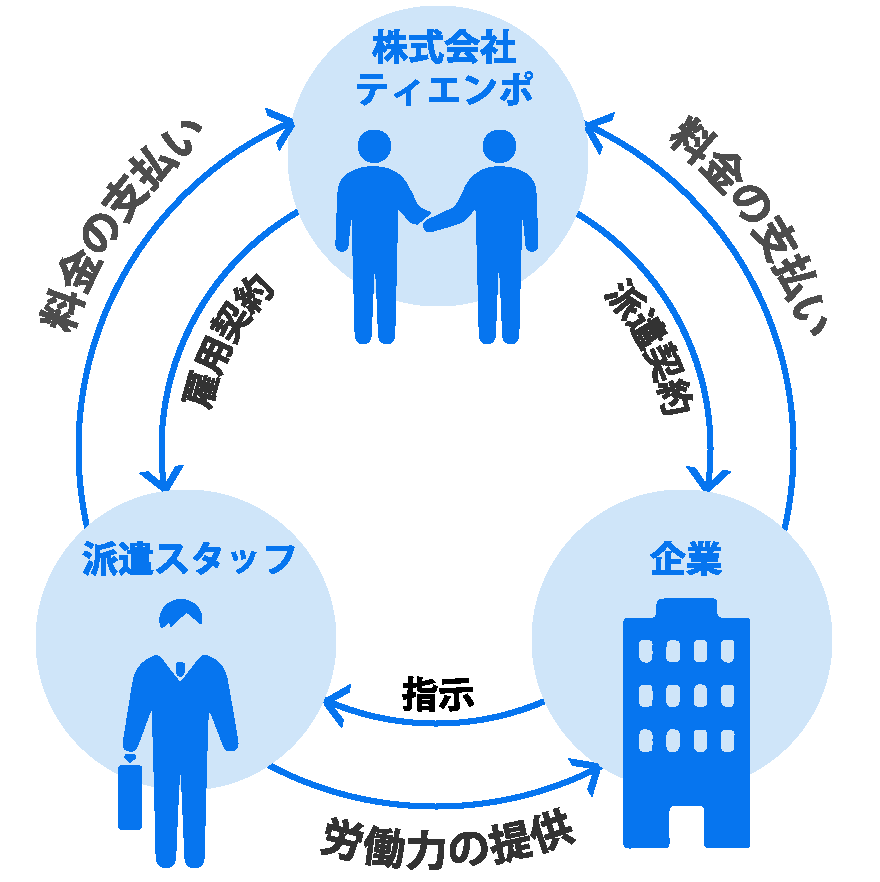 株式会社
ティエンポ
料金の支払い
料金の支払い
雇用契約
派遣契約
派遣スタッフ
企業
指示
労働力の提供